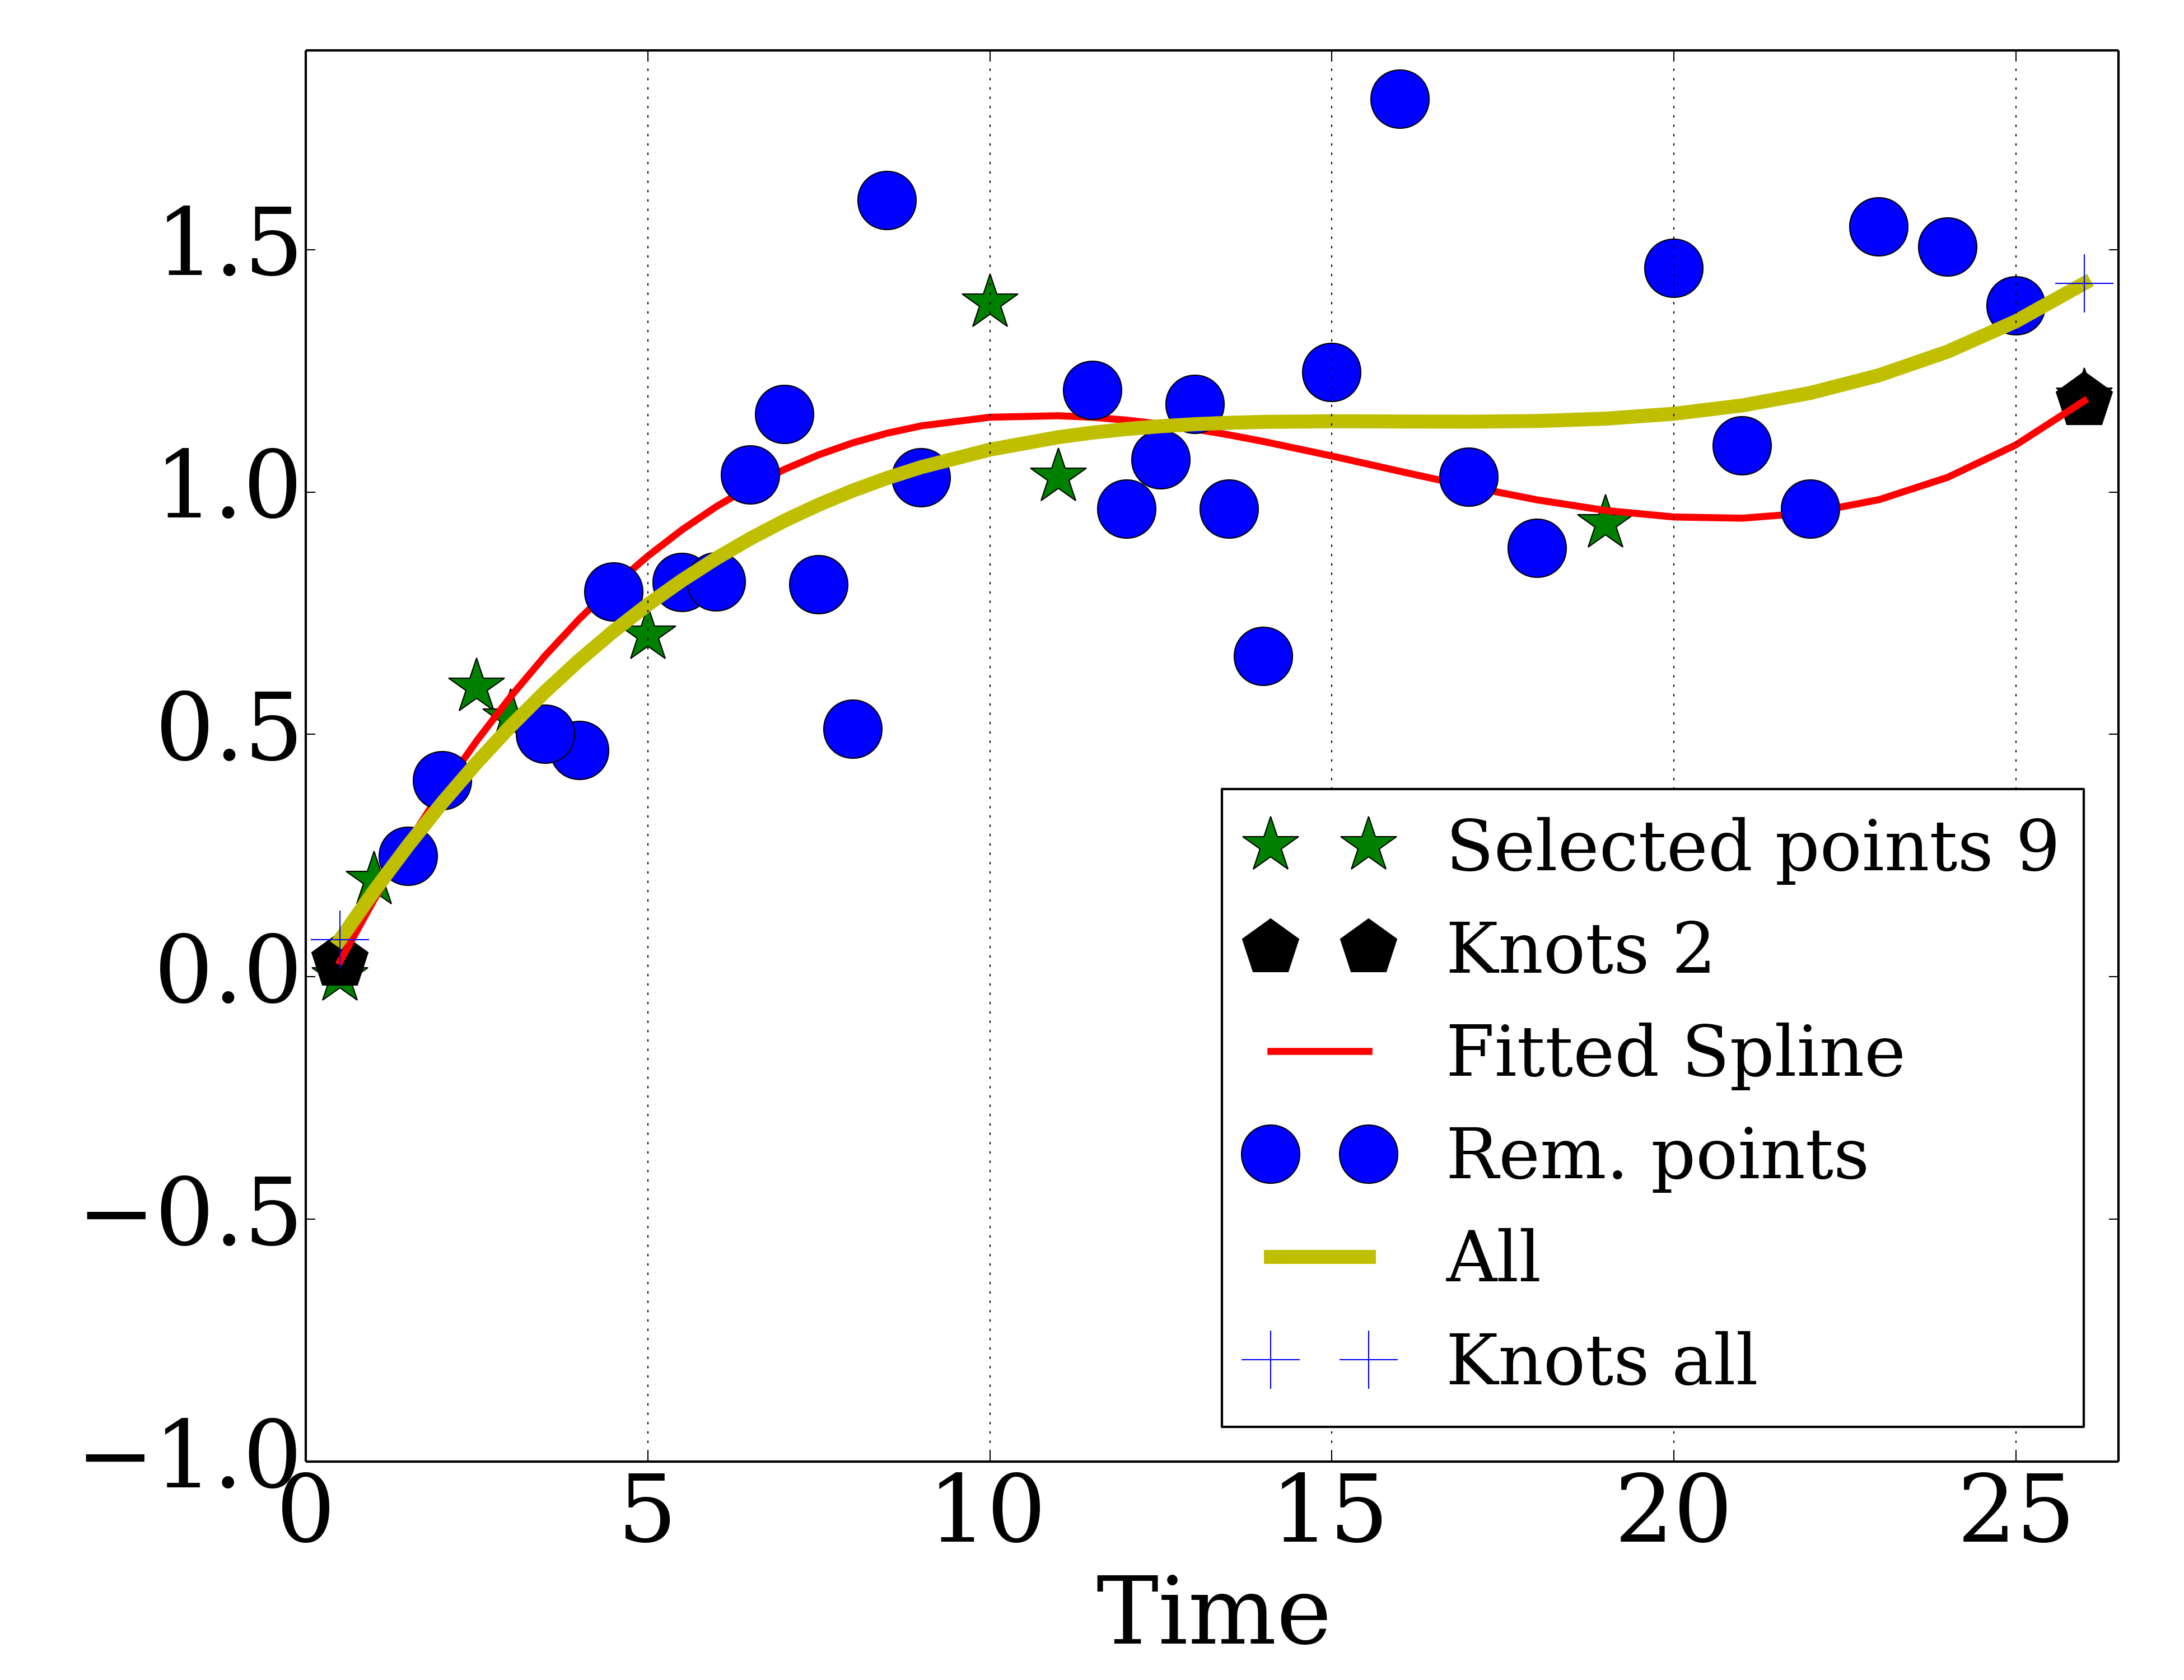 1.5
1.0
0.5
0.0
−0.5
−1.0
0 5 10 15 20 25
Time
Selected points 9
Knots 2
Fitted Spline
Rem. points
All
Knots all